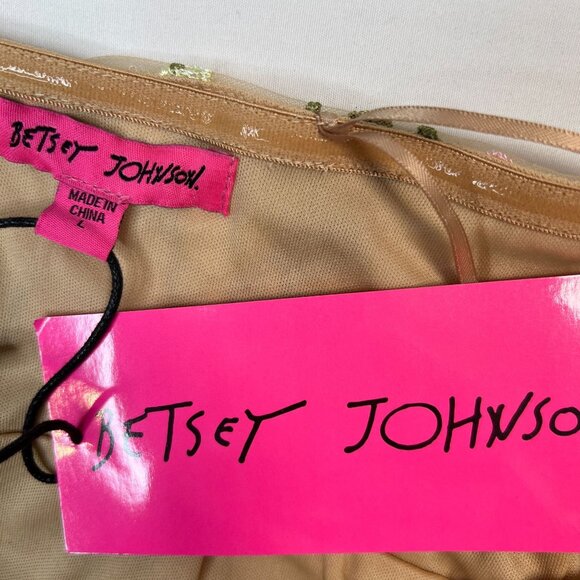 BETSEY JOHNSON.
MADE IN
CHINA
L
BETSEY JOHNSO